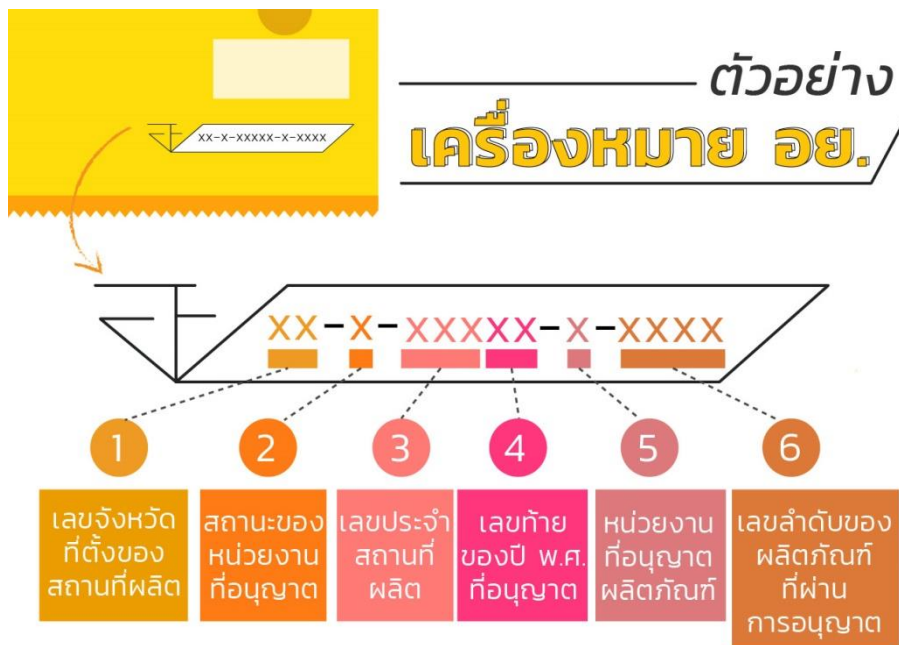 xx-x-xxxxx-x-xxxx
ตัวอย่าง
เครื่องหมาย อย.
XX-X-XXXXX-X-XXXX
1
เลขจังหวัด
ที่ตั้งของ
สถานที่ผลิต
2
สถานะของ
หน่วยงาน
ที่อนุญาต
3
เลขประจำ
สถานที่
ผลิต
4
เลขท้าย
ของปี พ.ศ.
ที่อนุญาต
5
หน่วยงาน
ที่อนุญาต
ผลิตภัณฑ์
6
เลขลำดับของ
ผลิตภัณฑ์
ที่ผ่าน
การอนุญาต